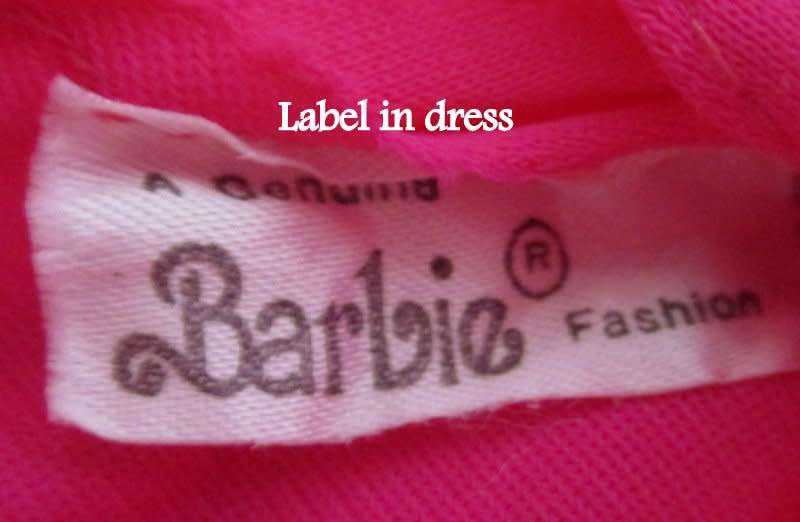 Label in dress
A Genuine
Barbie® Fashion